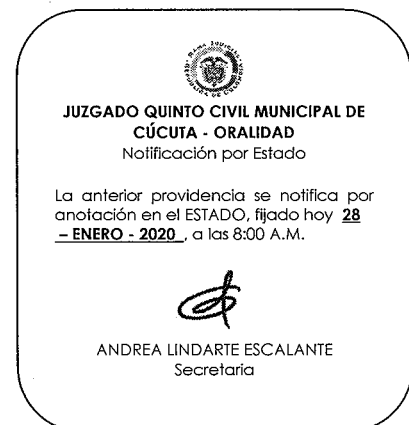 JUZGADO QUINTO CIVIL MUNICIPAL DE
CÚCUTA - ORALIDAD
Notificación por Estado
La anterior providencia se notifica por
anotación en el ESTADO, fijado hoy 28
– ENERO - 2020 , a las 8:00 A.M.
ANDREA LINDARTE ESCALANTE
Secretaria